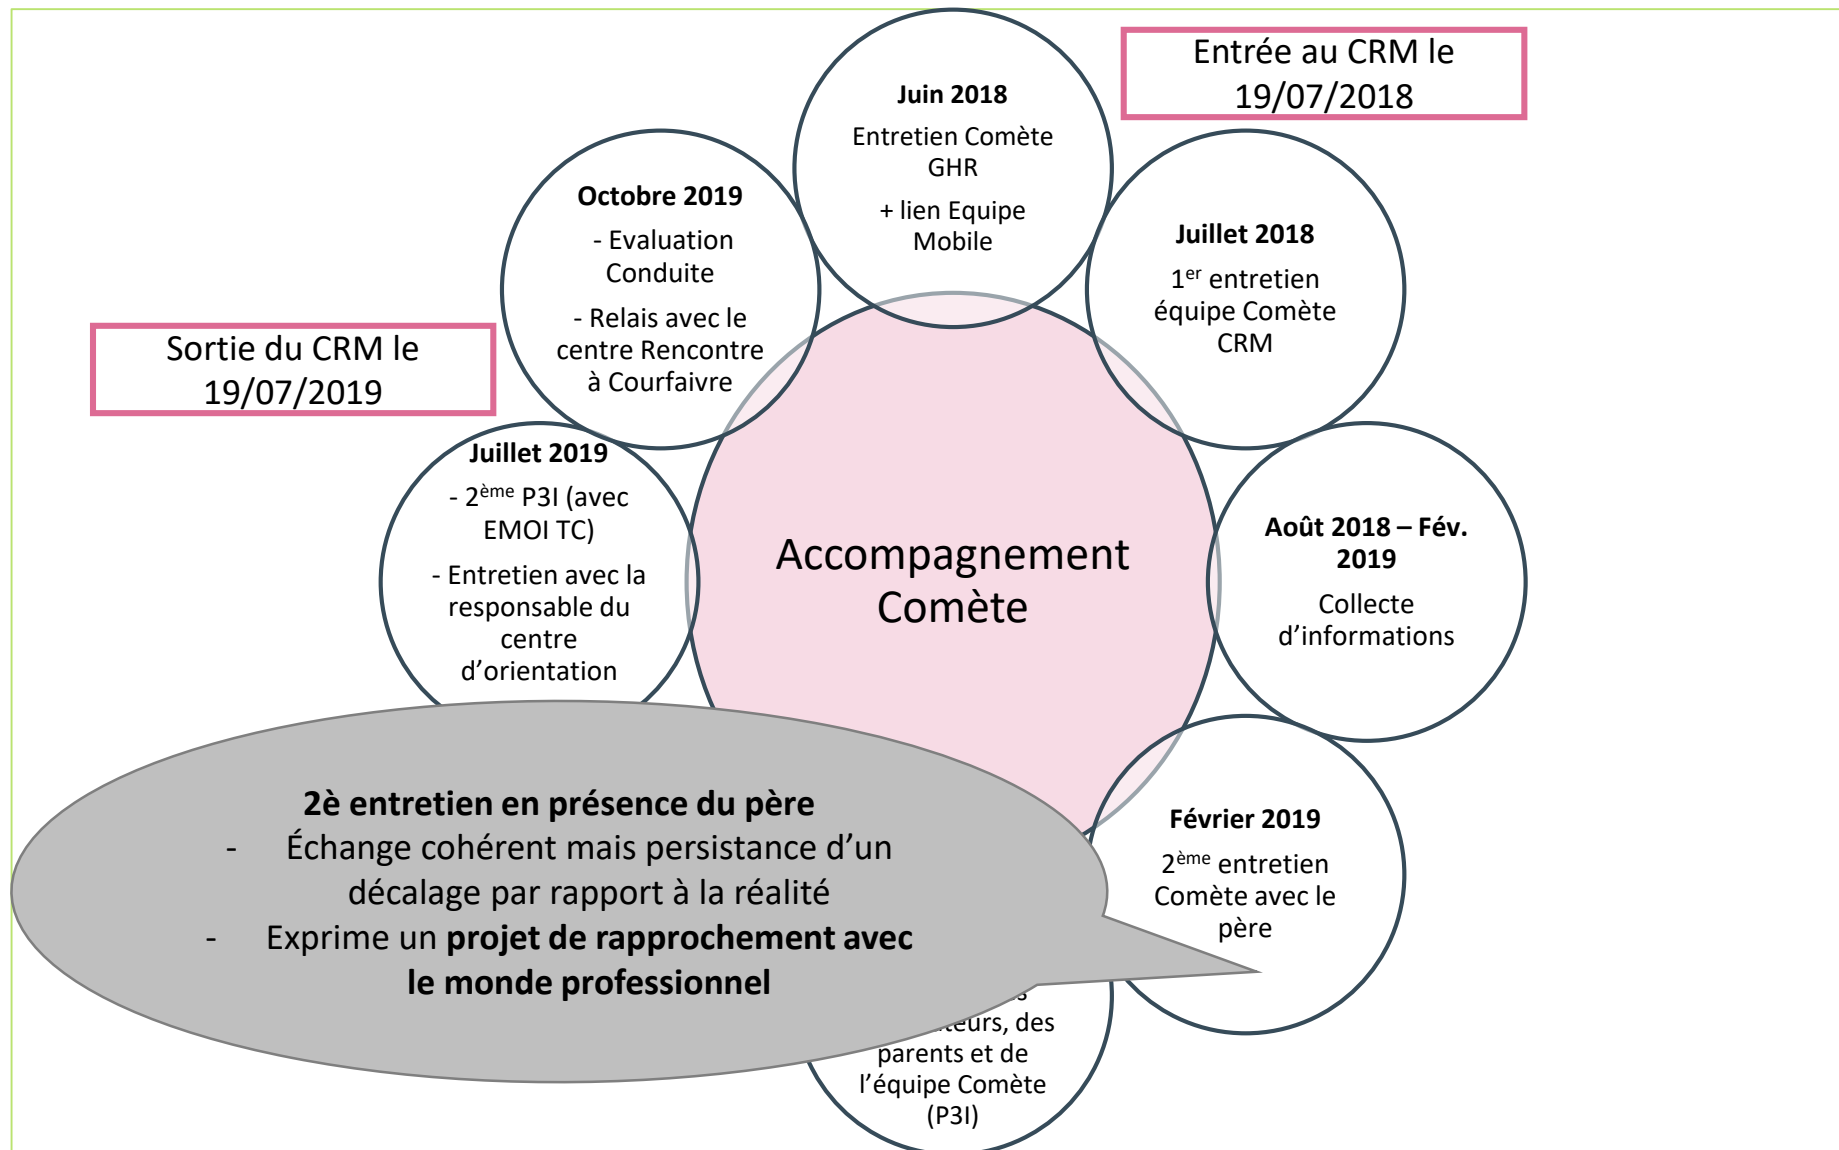 Entrée au CRM le
19/07/2018
Juin 2018
Entretien Comète
GHR
+ lien Equipe
Mobile
Juillet 2018
1er entretien
équipe Comète
CRM
Août 2018 – Fév.
2019
Collecte
d’informations
Février 2019
2ème entretien
Comète avec le
père
des
parents et de
l’équipe Comète
(P3I)
Juillet 2019
- 2ème P3I (avec
EMOI TC)
- Entretien avec la
responsable du
centre
d’orientation
Sortie du CRM le
19/07/2019
Octobre 2019
- Evaluation
Conduite
- Relais avec le
centre Rencontre
à Courfaivre
Accompagnement
Comète
2è entretien en présence du père
- Échange cohérent mais persistance d’un
décalage par rapport à la réalité
- Exprime un projet de rapprochement avec
le monde professionnel